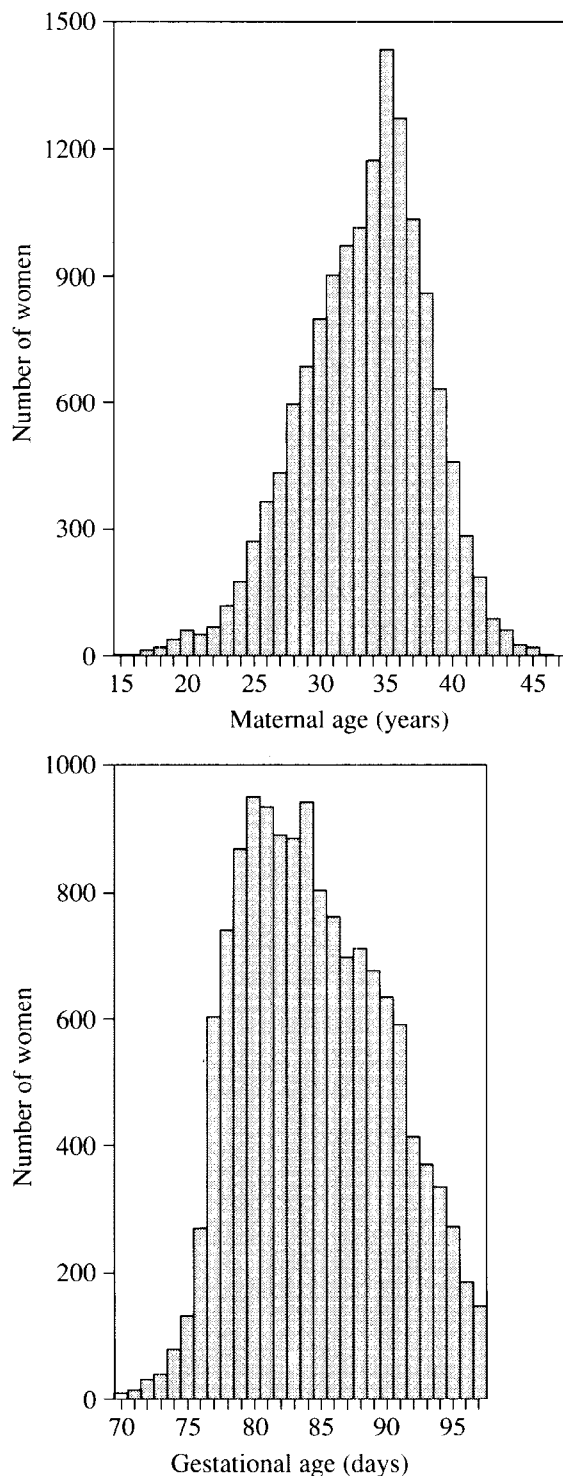 1500
1200
900
600
300
0
Number of women
15 20 25 30 35 40 45
Maternal age (years)
1000
800
600
400
200
0
Number of women
70 75 80 85 90 95
Gestational age (days)